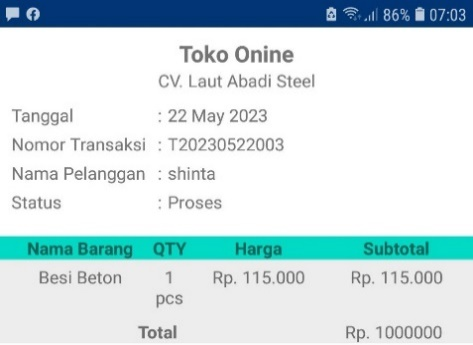 86% 07:03
Toko Onine
CV. Laut Abadi Steel
Tanggal : 22 May 2023
Nomor Transaksi : T20230522003
Nama Pelanggan : shinta
Status : Proses
Nama Barang QTY Harga Subtotal
Besi Beton 1 pcs Rp. 115.000 Rp. 115.000
Total Rp. 1000000